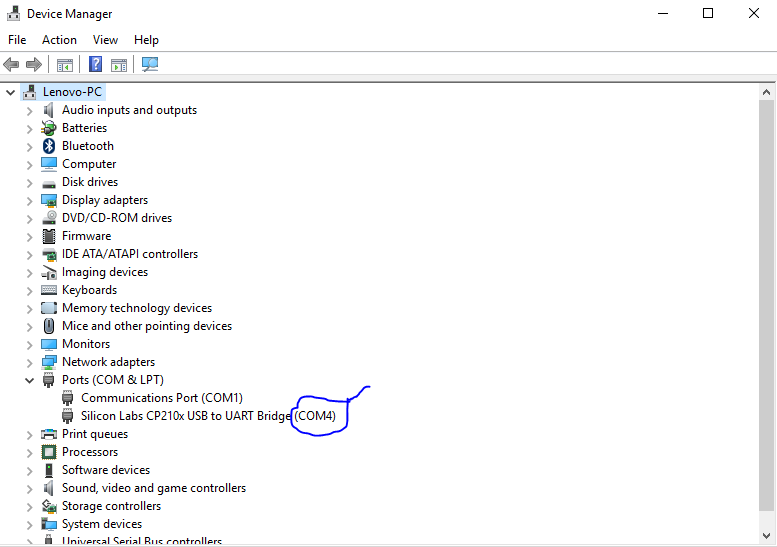 Device Manager
File Action View Help
Lenovo-PC
Audio inputs and outputs
Batteries
Bluetooth
Computer
Disk drives
Display adapters
DVD/CD-ROM drives
Firmware
IDE ATA/ATAPI controllers
Imaging devices
Keyboards
Memory technology devices
Mice and other pointing devices
Monitors
Network adapters
Ports (COM & LPT)
Communications Port (COM1)
Silicon Labs CP210x USB to UART Bridge (COM4)
Print queues
Processors
Software devices
Sound, video and game controllers
Storage controllers
System devices
Universal Serial Bus controllers